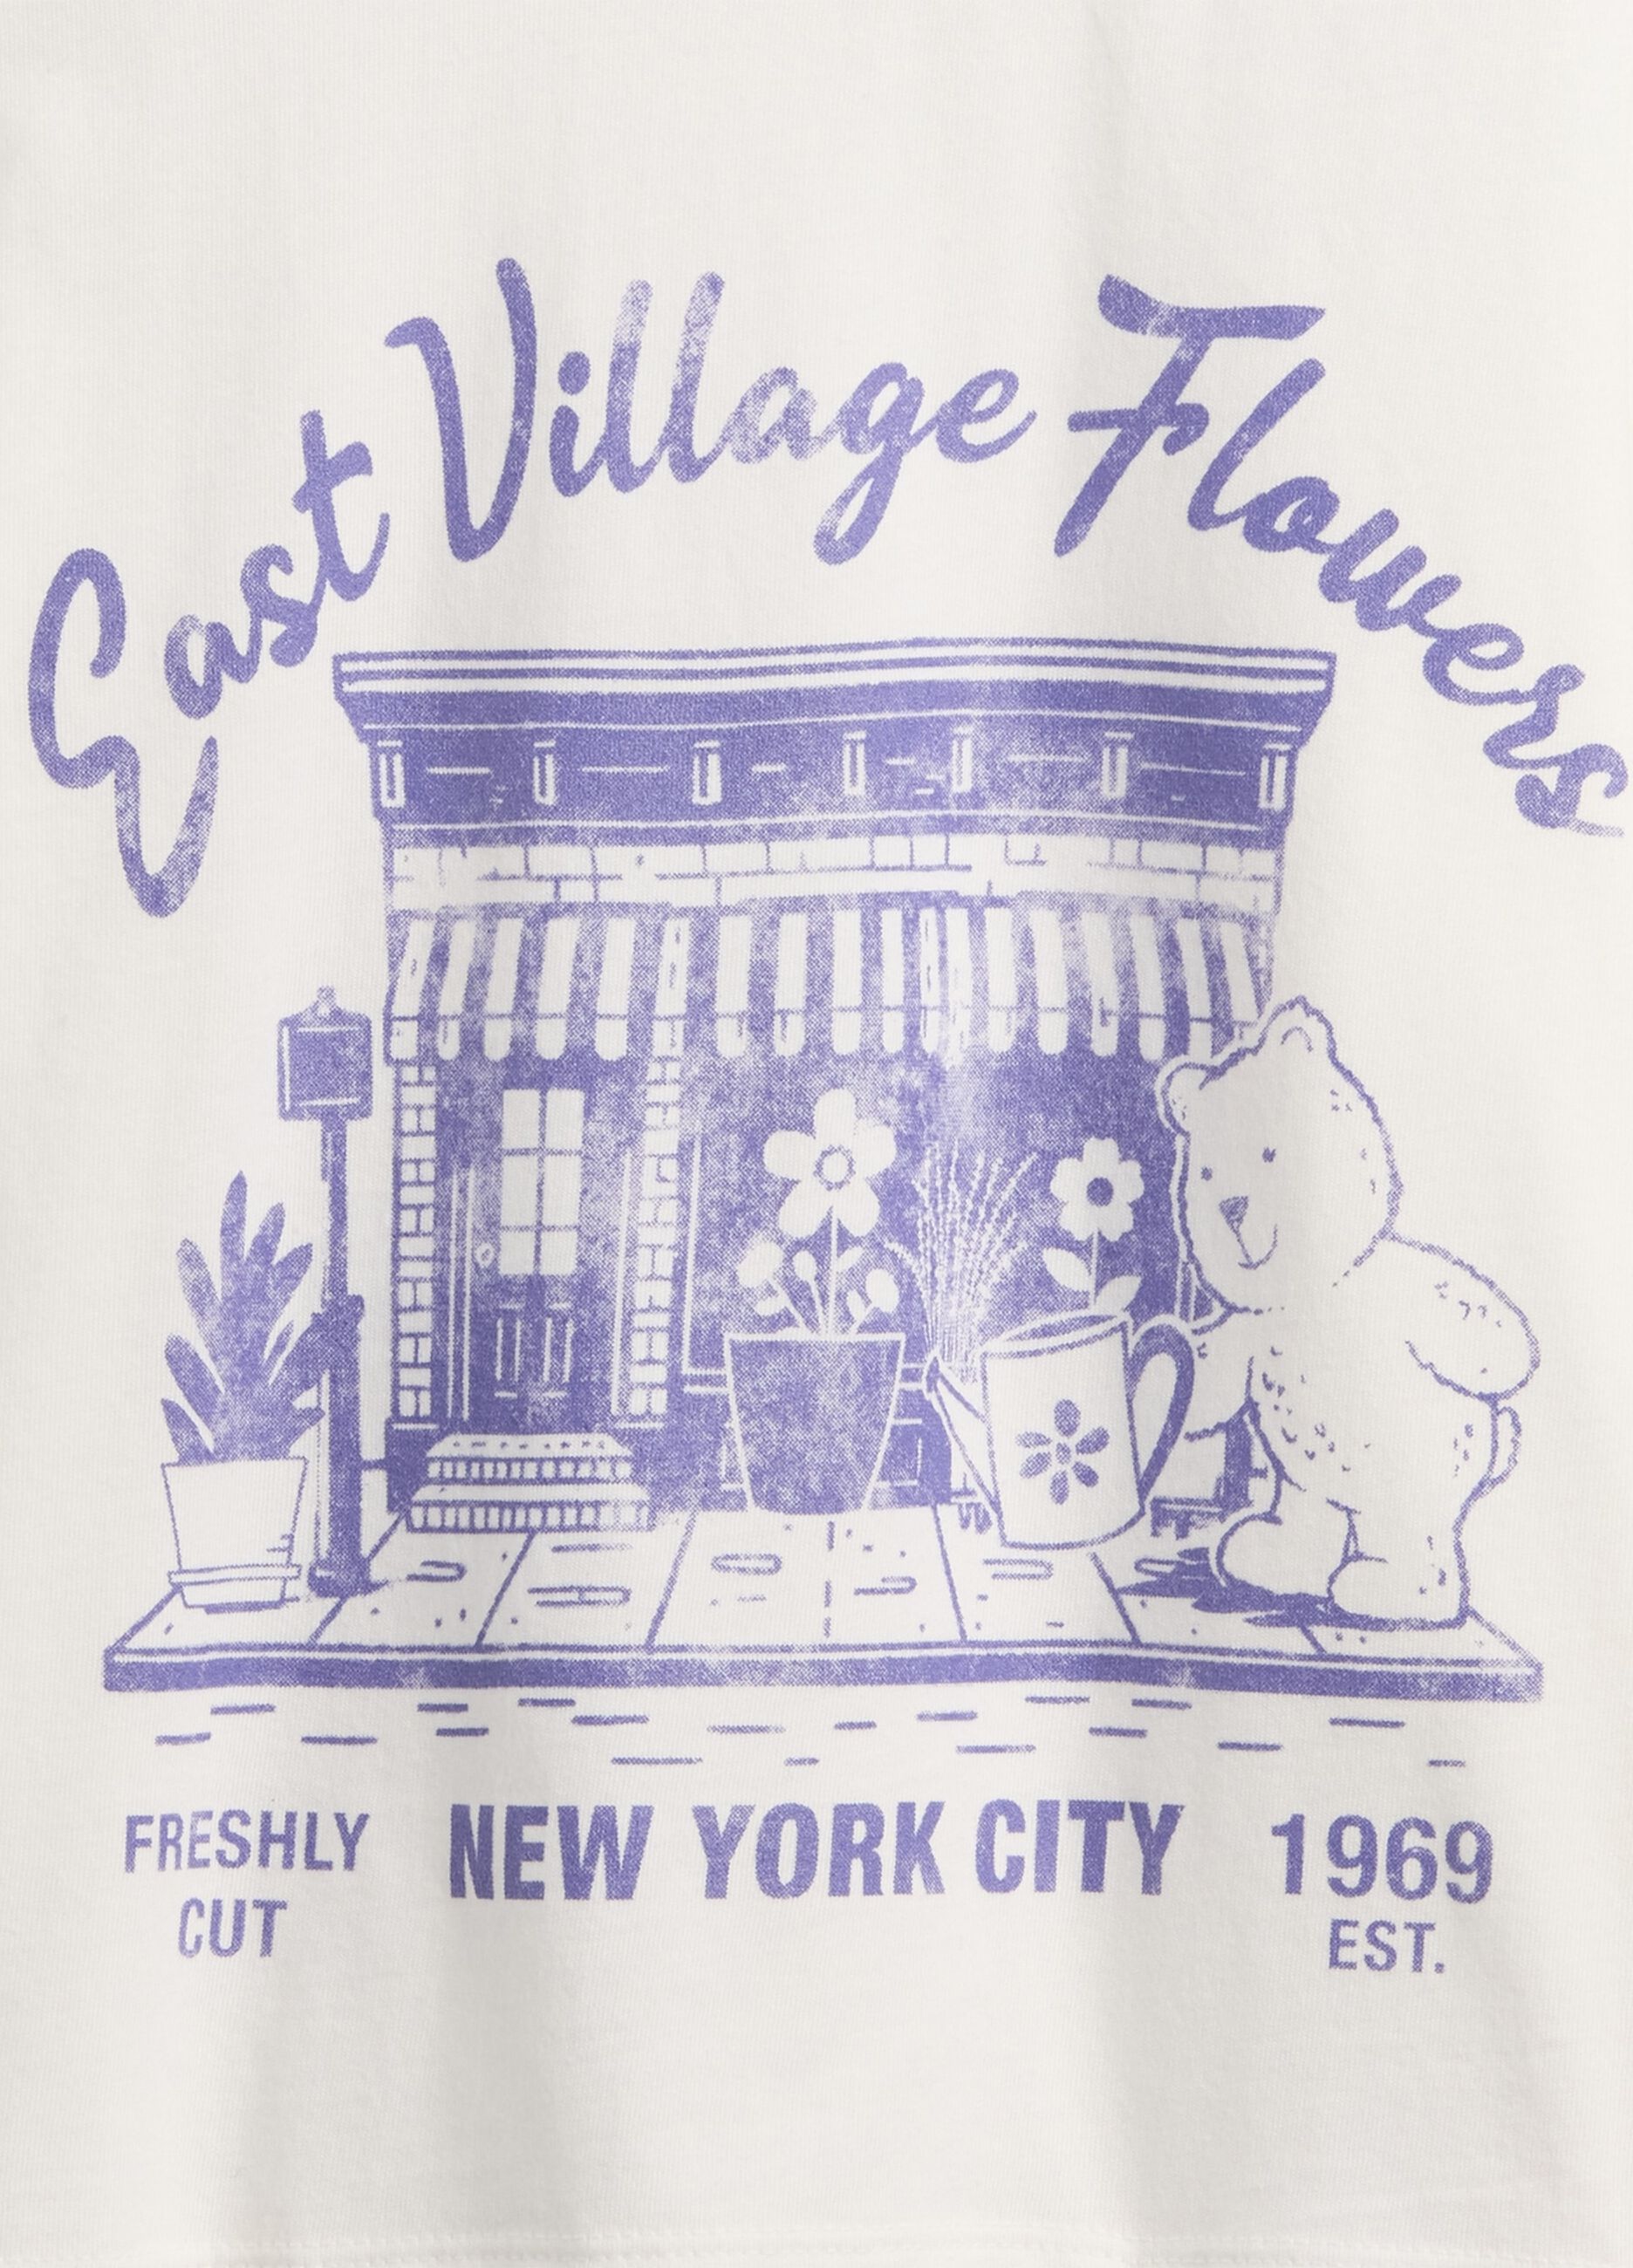 East Village Flowers
FRESHLY
CUT
NEW YORK CITY
1969
EST.